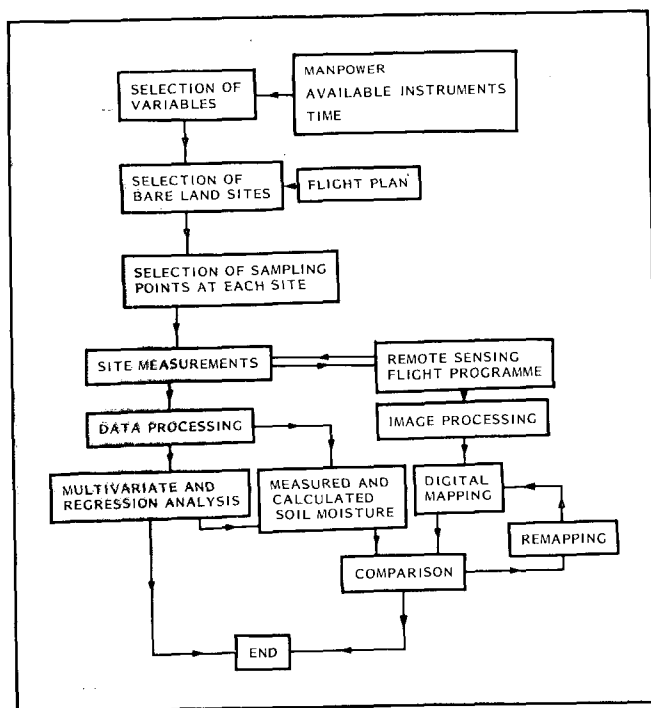 SELECTION OF
VARIABLES
MANPOWER
AVAILABLE INSTRUMENTS
TIME
SELECTION OF
BARE LAND SITES
FLIGHT PLAN
SELECTION OF SAMPLING
POINTS AT EACH SITE
SITE MEASUREMENTS
REMOTE SENSING
FLIGHT PROGRAMME
DATA PROCESSING
IMAGE PROCESSING
MULTIVARIATE AND
REGRESSION ANALYSIS
MEASURED AND
CALCULATED
SOIL MOISTURE
DIGITAL
MAPPING
REMAPPING
COMPARISON
END